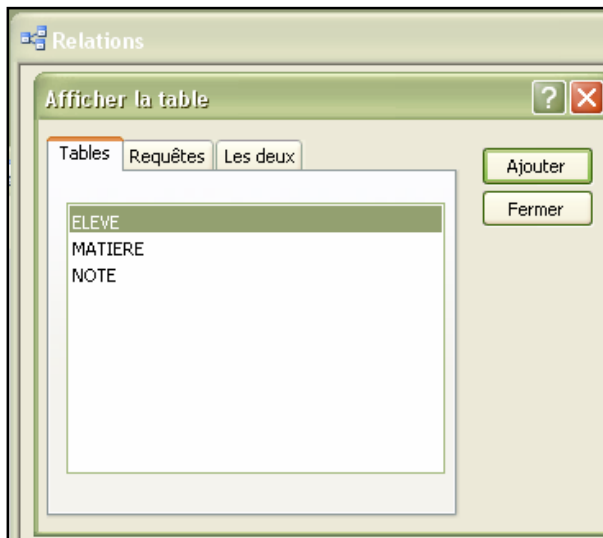 Relations
Afficher la table
Tables Requêtes Les deux
Ajouter
Fermer
ELEVE
MATIERE
NOTE